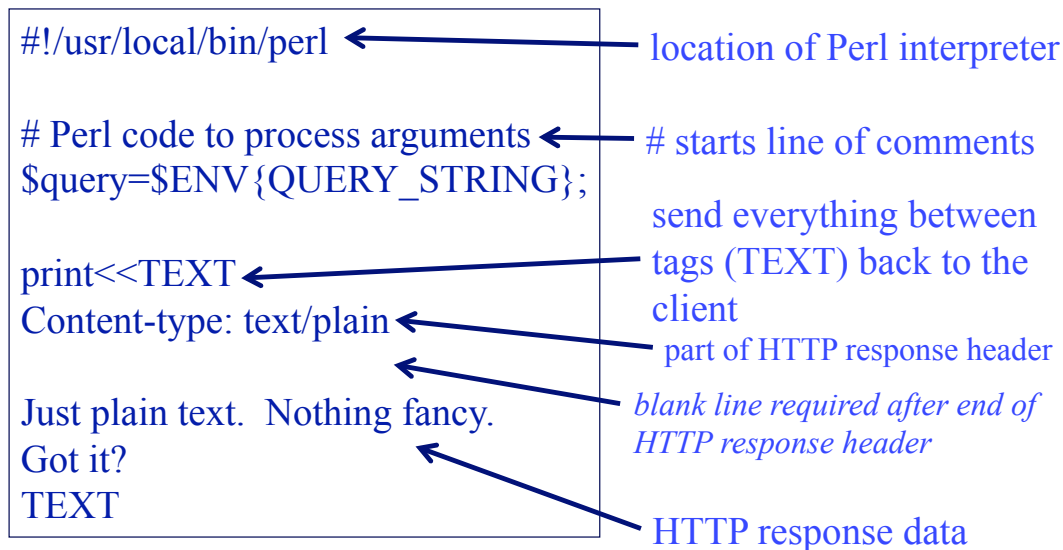 #!/usr/local/bin/perl
location of Perl interpreter
# Perl code to process arguments
# starts line of comments
$query=$ENV{QUERY_STRING};
send everything between
tags (TEXT) back to the
client
print<<TEXT
Content-type: text/plain
part of HTTP response header
blank line required after end of
HTTP response header
Just plain text.  Nothing fancy.
Got it?
TEXT
HTTP response data